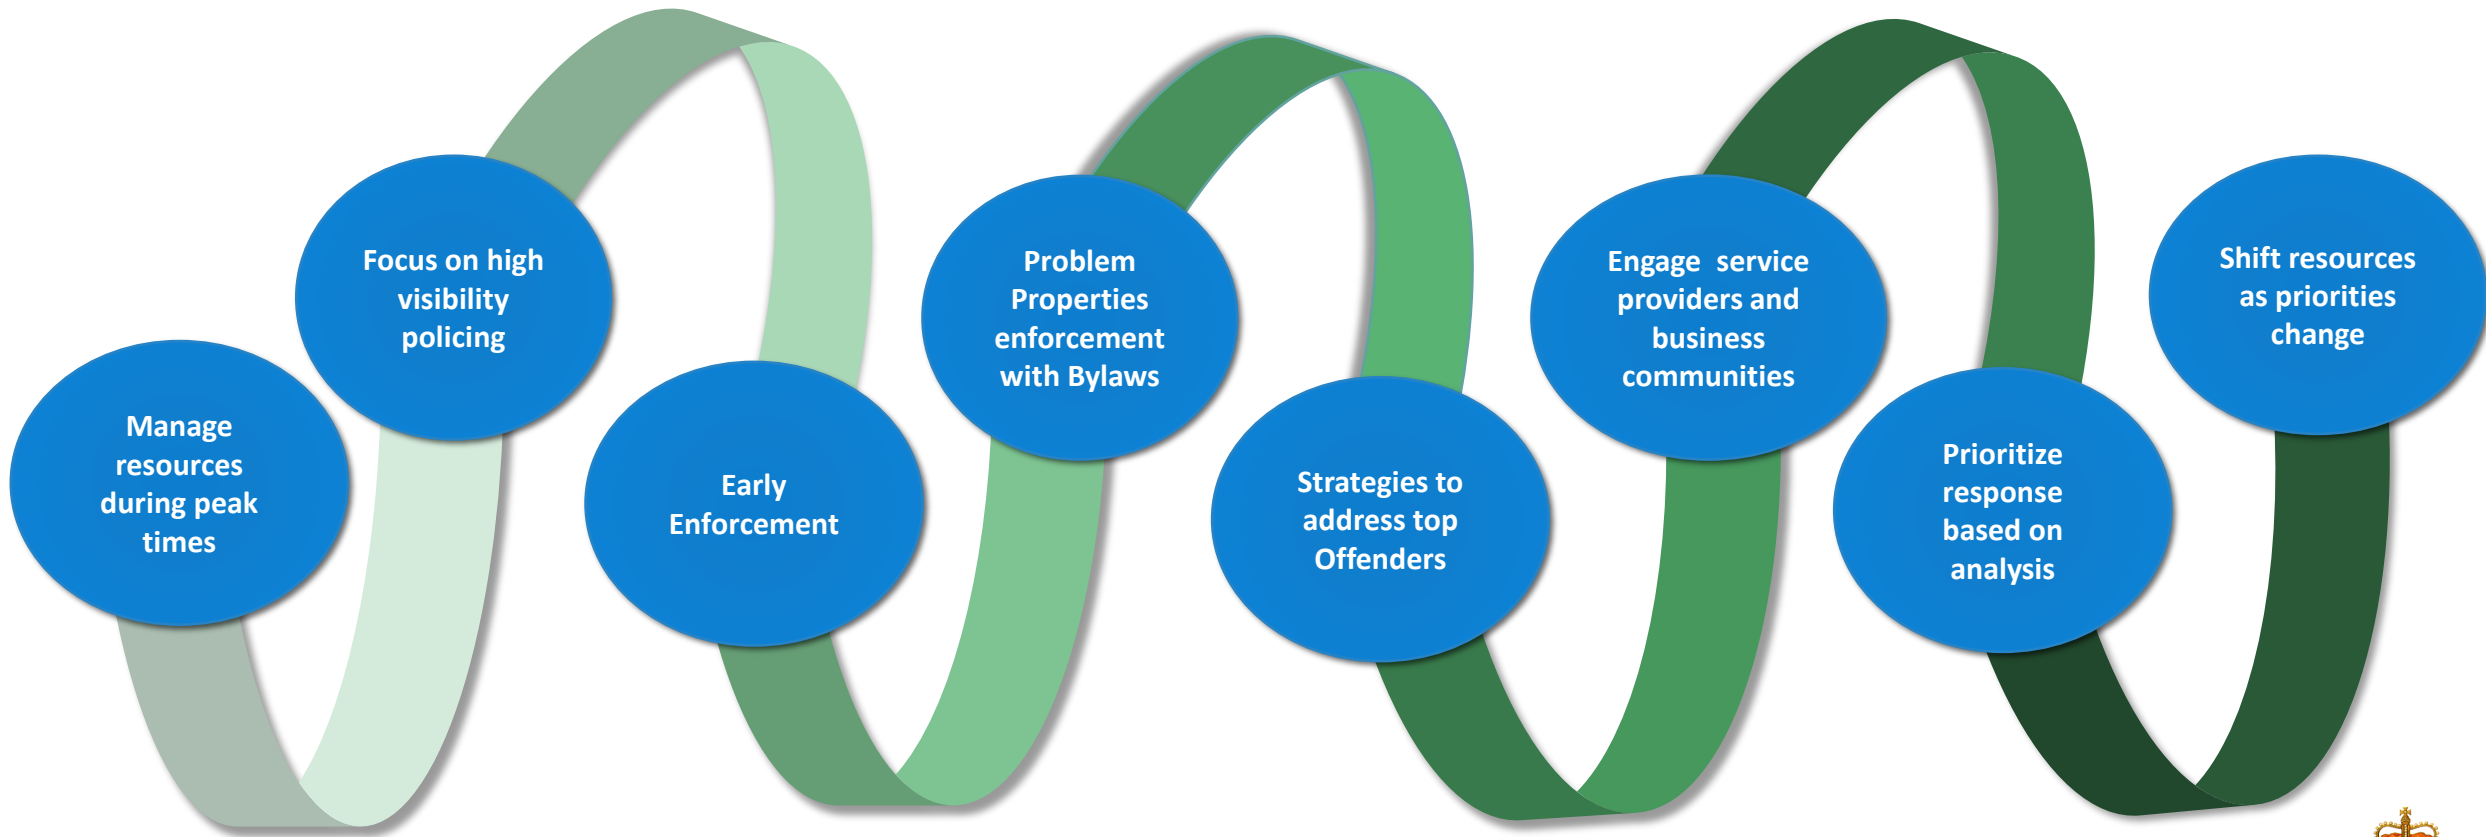 Manage
resources
during peak
times
Focus on high
visibility
policing
Early
Enforcement
Problem
Properties
enforcement
with Bylaws
Strategies to
address top
Offenders
Engage  service
providers and
business
communities
Prioritize
response
based on
analysis
Shift resources
as priorities
change